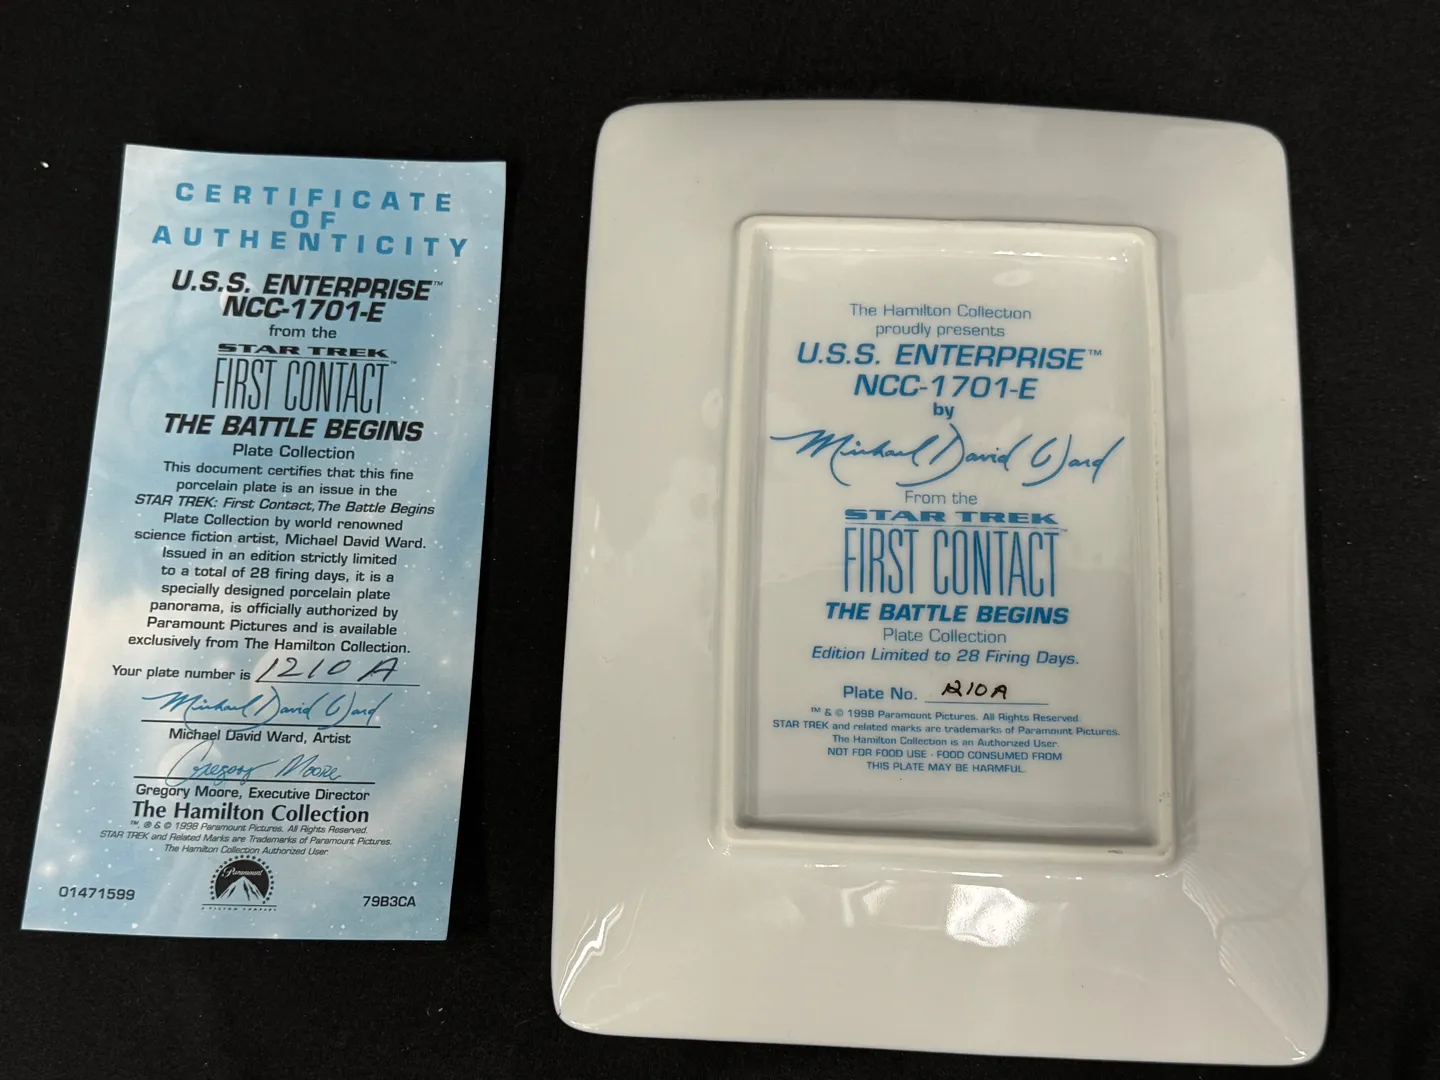 CERTIFICATE
OF
AUTHENTICITY
U.S.S. ENTERPRISE™
NCC-1701-E
from the
STAR TREK
FIRST CONTACT™
THE BATTLE BEGINS
Plate Collection
This document certifies that this fine
porcelain plate is an issue in the
STAR TREK: First Contact, The Battle Begins
Plate Collection by world renowned
science fiction artist, Michael David Ward.
Issued in an edition strictly limited
to a total of 28 firing days, it is a
specially designed porcelain plate
panorama, is officially authorized by
Paramount Pictures and is available
exclusively from The Hamilton Collection.
Your plate number is 1210A
Michael David Ward
Michael David Ward, Artist
Gregory Moore
Gregory Moore, Executive Director
The Hamilton Collection
™, ® & © 1998 Paramount Pictures. All Rights Reserved.
STAR TREK and Related Marks are Trademarks of Paramount Pictures.
The Hamilton Collection Authorized User.
Paramount
01471599
79B3CA
The Hamilton Collection
proudly presents
U.S.S. ENTERPRISE™
NCC-1701-E
by
Michael David Ward
From the
STAR TREK
FIRST CONTACT™
THE BATTLE BEGINS
Plate Collection
Edition Limited to 28 Firing Days.
Plate No. 1210A
™ & © 1998 Paramount Pictures. All Rights Reserved.
STAR TREK and related marks are trademarks of Paramount Pictures.
The Hamilton Collection is an Authorized User.
NOT FOR FOOD USE - FOOD CONSUMED FROM
THIS PLATE MAY BE HARMFUL.